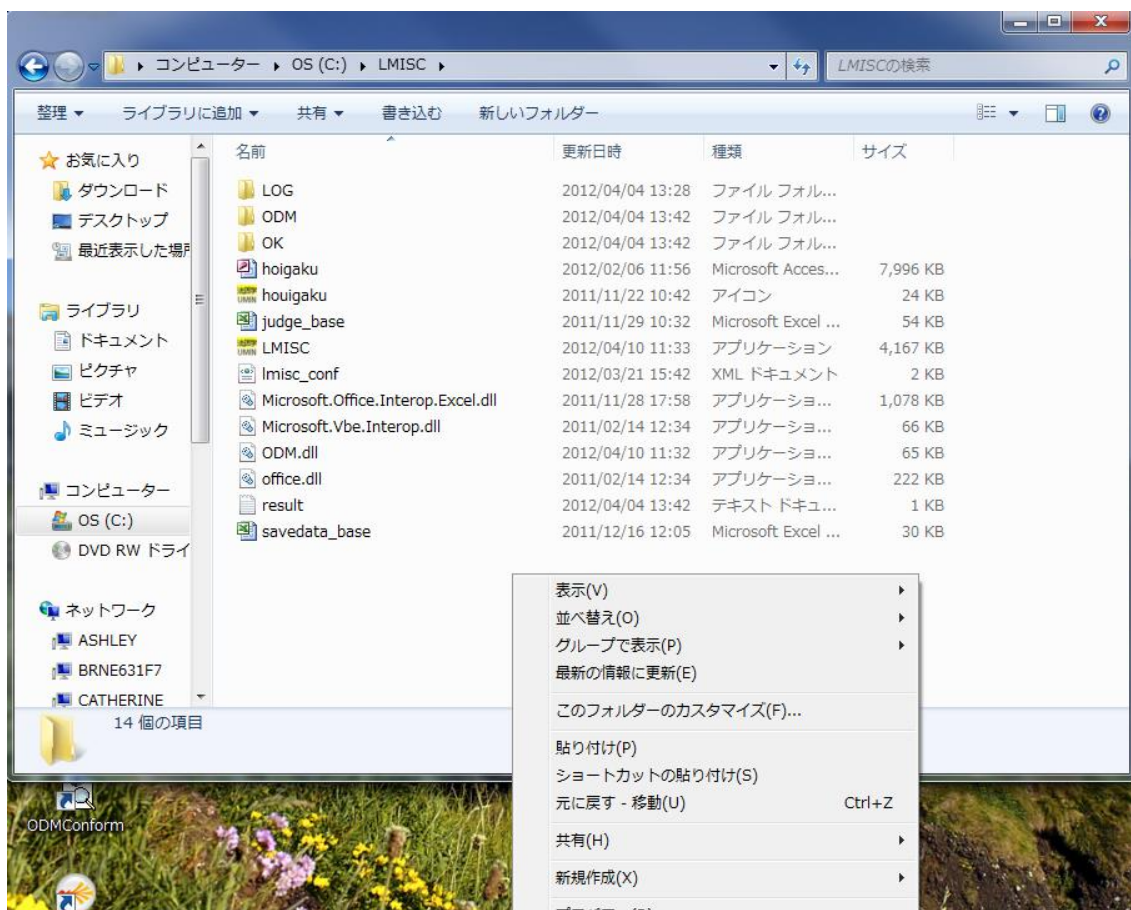 コンピューター ▸ OS (C:) ▸ LMISC ▸
LMISCの検索
整理 ライブラリに追加 共有 書き込む 新しいフォルダー
お気に入り
ダウンロード
デスクトップ
最近表示した場所
ライブラリ
ドキュメント
ピクチャ
ビデオ
ミュージック
コンピューター
OS (C:)
DVD RW ドライ
ネットワーク
ASHLEY
BRNE631F7
CATHERINE
名前 更新日時 種類 サイズ
LOG 2012/04/04 13:28 ファイル フォル...
ODM 2012/04/04 13:42 ファイル フォル...
OK 2012/04/04 13:42 ファイル フォル...
hoigaku 2012/02/06 11:56 Microsoft Acces... 7,996 KB
houigaku 2011/11/22 10:42 アイコン 24 KB
judge_base 2011/11/29 10:32 Microsoft Excel ... 54 KB
LMISC 2012/04/10 11:33 アプリケーション 4,167 KB
lmisc_conf 2012/03/21 15:42 XML ドキュメント 2 KB
Microsoft.Office.Interop.Excel.dll 2011/11/28 17:58 アプリケーショ... 1,078 KB
Microsoft.Vbe.Interop.dll 2011/02/14 12:34 アプリケーショ... 66 KB
ODM.dll 2012/04/10 11:32 アプリケーショ... 65 KB
office.dll 2011/02/14 12:34 アプリケーショ... 222 KB
result 2012/04/04 13:42 テキスト ドキュ... 1 KB
savedata_base 2011/12/16 12:05 Microsoft Excel ... 30 KB
表示(V)
並べ替え(O)
グループで表示(P)
最新の情報に更新(E)
このフォルダーのカスタマイズ(F)...
貼り付け(P)
ショートカットの貼り付け(S)
元に戻す - 移動(U) Ctrl+Z
共有(H)
新規作成(X)
14 個の項目
ODMConform